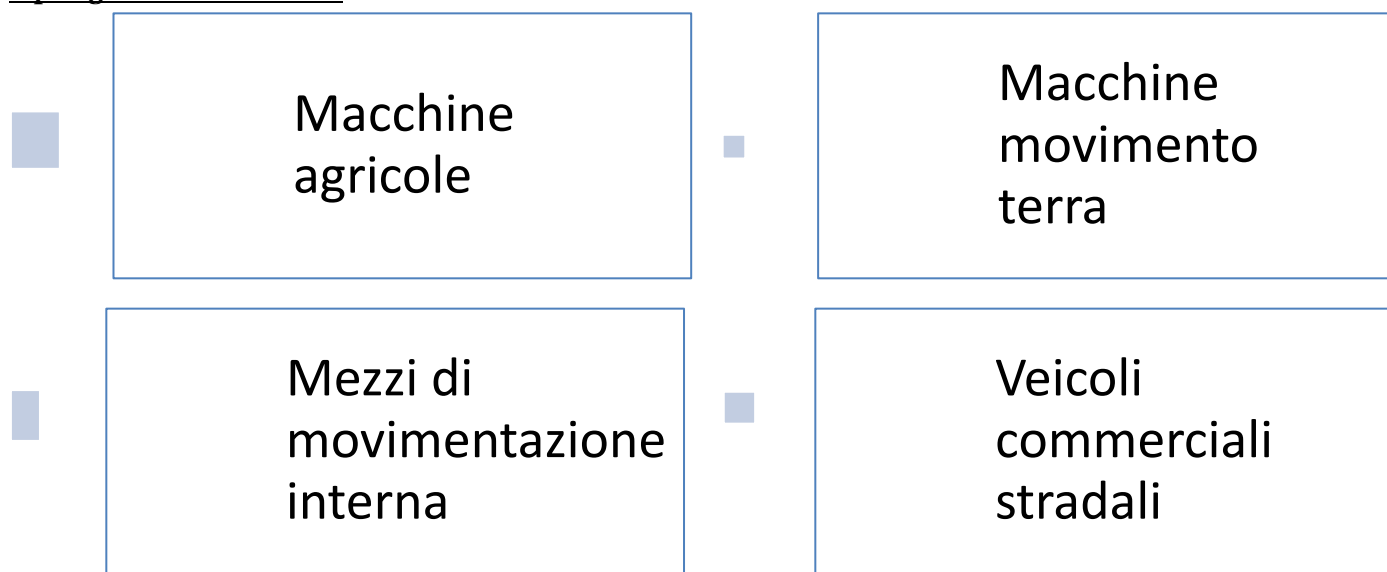 Macchine
agricole
Macchine
movimento
terra
Mezzi di
movimentazione
interna
Veicoli
commerciali
stradali